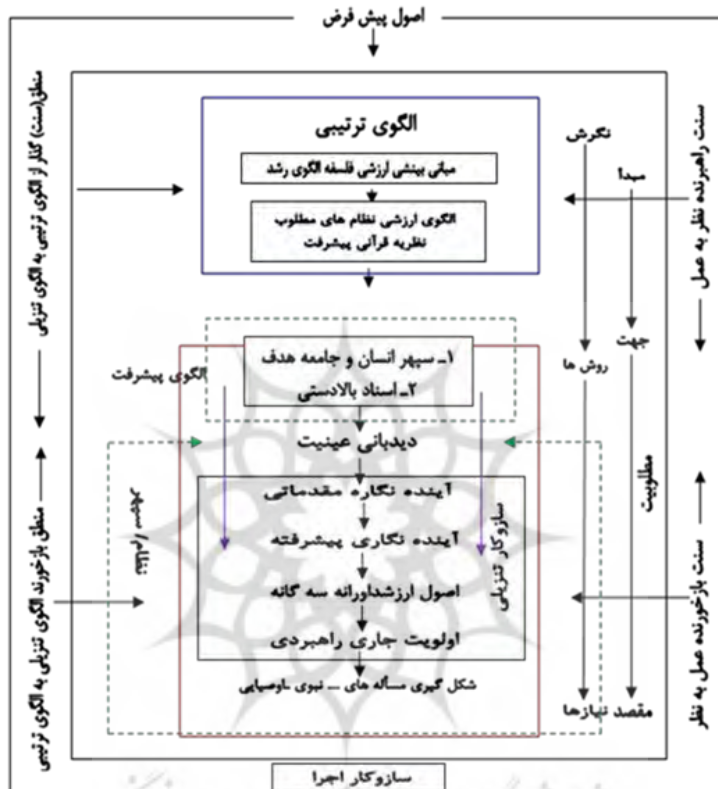 اصول پیش فرض
الگوی ترتیبی
مبانی بینشی ارزشی فلسفه الگوی رشد
الگوی ارزشی نظام های مطلوب
نظریه قرآنی پیشرفت
نگرش
مبدأ
سنت راهبرنده نظر به عمل
منطق(سنت) گذار از الگوی ترتیبی به الگوی تنزیلی
۱ـ سپهر انسان و جامعه هدف
۲ـ اسناد بالادستی
الگوی پیشرفت
جهت
روش ها
دیدبانی عینیت
آینده نگاره مقدماتی
آینده نگاری پیشرفته
اصول ارزشداورانه سه گانه
اولویت جاری راهبردی
شکل گیری مسأله های ... نبوی ـاوصیایی
سازوکار تنزیلی
نظام/ سپهر
مطلوبیت
مقصد نیازها
سنت بازخورنده عمل به نظر
منطق بازخورند الگوی تنزیلی به الگوی ترتیبی
سازوکار اجرا